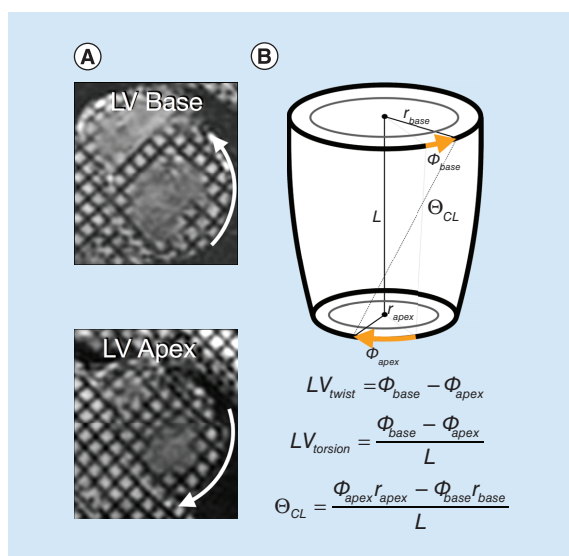 A
B
LV Base
r_base
Φ_base
Θ_CL
L
LV Apex
r_apex
Φ_apex
LV_twist = Φ_base − Φ_apex
LV_torsion = (Φ_base − Φ_apex) / L
Θ_CL = (Φ_apex r_apex − Φ_base r_base) / L